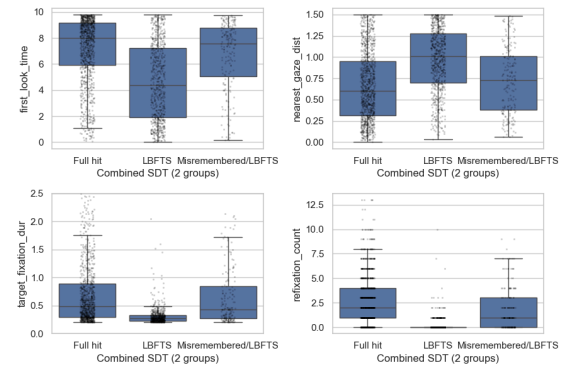 first_look_time
10
8
6
4
2
0
Full hit LBFTS Misremembered/LBFTS
Combined SDT (2 groups)
nearest_gaze_dist
1.50
1.25
1.00
0.75
0.50
0.25
0.00
Full hit LBFTS Misremembered/LBFTS
Combined SDT (2 groups)
target_fixation_dur
2.5
2.0
1.5
1.0
0.5
0.0
Full hit LBFTS Misremembered/LBFTS
Combined SDT (2 groups)
refixation_count
12.5
10.0
7.5
5.0
2.5
0.0
Full hit LBFTS Misremembered/LBFTS
Combined SDT (2 groups)